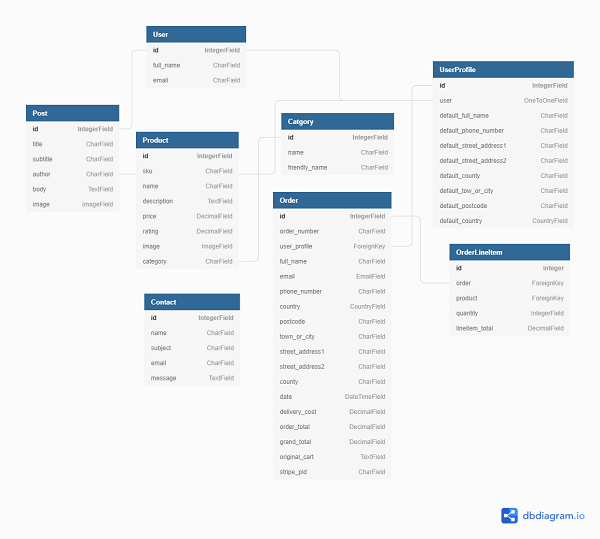 User
id IntegerField
full_name CharField
email CharField
UserProfile
id IntegerField
user OneToOneField
default_full_name CharField
default_phone_number CharField
default_street_address1 CharField
default_street_address2 CharField
default_county CharField
default_tow_or_city CharField
default_postcode CharField
default_country CountryField
Post
id IntegerField
title CharField
subtitle CharField
author CharField
body TextField
image ImageField
Product
id IntegerField
sku CharField
name CharField
description TextField
price DecimalField
rating DecimalField
image ImageField
category CharField
Catgory
id IntegerField
name CharField
friendly_name CharField
Order
id IntegerField
order_number CharField
user_profile ForeignKey
full_name CharField
email EmailField
phone_number CharField
country CountryField
postcode CharField
town_or_city CharField
street_address1 CharField
street_address2 CharField
county CharField
date DateTimeField
delivery_cost DecimalField
order_total DecimalField
grand_total DecimalField
original_cart TextField
stripe_pid CharField
OrderLineItem
id integer
order ForeignKey
product ForeignKey
quantity IntegerField
lineitem_total DecimalField
Contact
id IntegerField
name CharField
subject CharField
email CharField
message TextField
dbdiagram.io